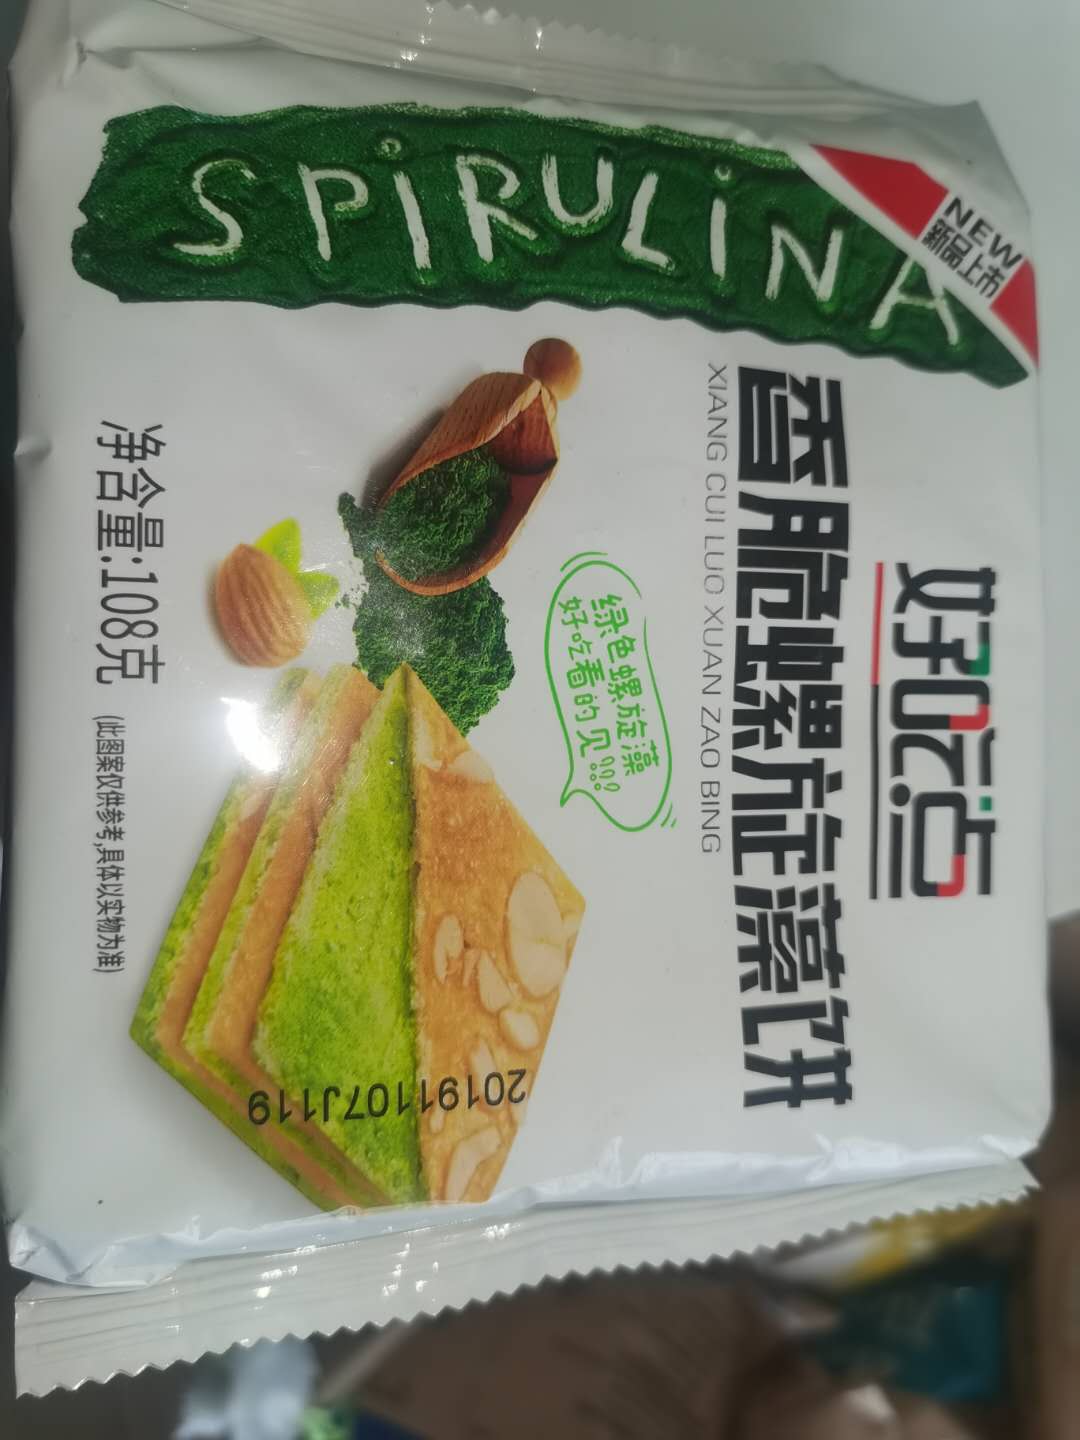 NEW
新品上市
好吃点
香脆螺旋藻饼
XIANG CUI LUO XUAN ZAO BING
SPiRULiNA
绿色螺旋藻
好吃看的见!!!
净含量:108克
(此图案仅供参考,具体以实物为准)
20191107J119